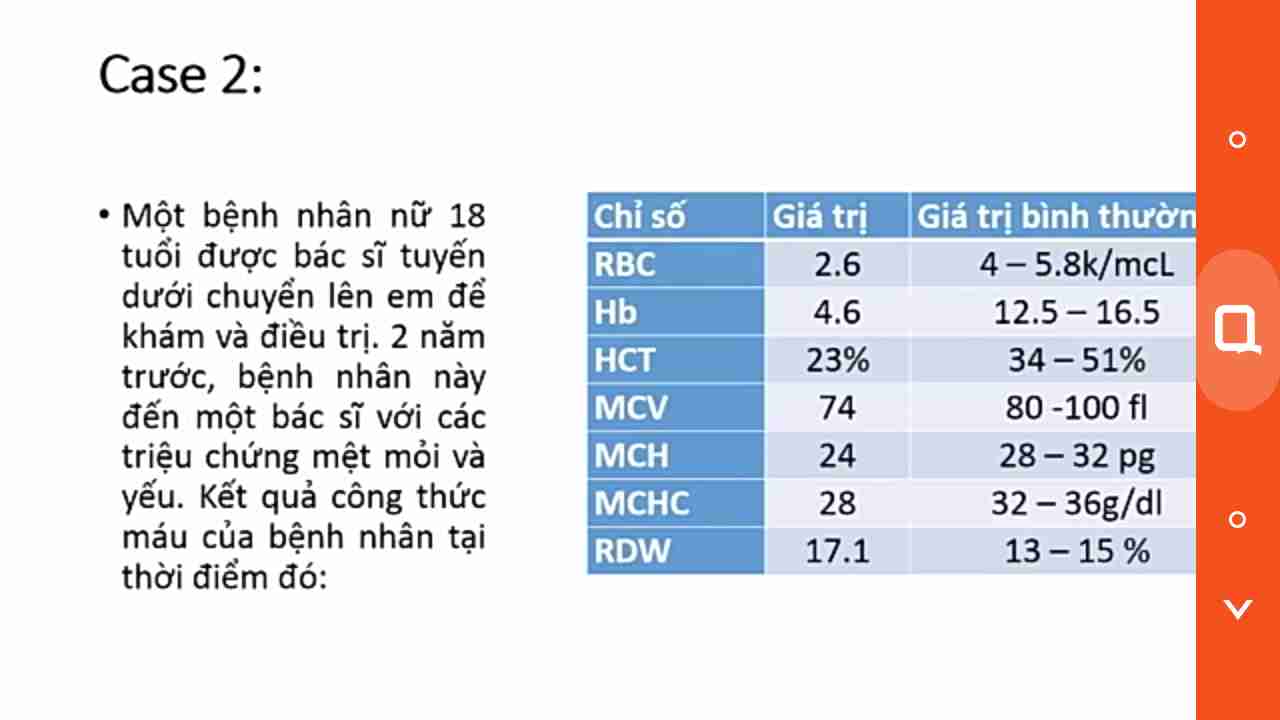 Case 2:
• Một bệnh nhân nữ 18
tuổi được bác sĩ tuyến
dưới chuyển lên em để
khám và điều trị. 2 năm
trước, bệnh nhân này
đến một bác sĩ với các
triệu chứng mệt mỏi và
yếu. Kết quả công thức
máu của bệnh nhân tại
thời điểm đó:
Chỉ số Giá trị Giá trị bình thườn
RBC 2.6 4 – 5.8k/mcL
Hb 4.6 12.5 – 16.5
HCT 23% 34 – 51%
MCV 74 80 -100 fl
MCH 24 28 – 32 pg
MCHC 28 32 – 36g/dl
RDW 17.1 13 – 15 %